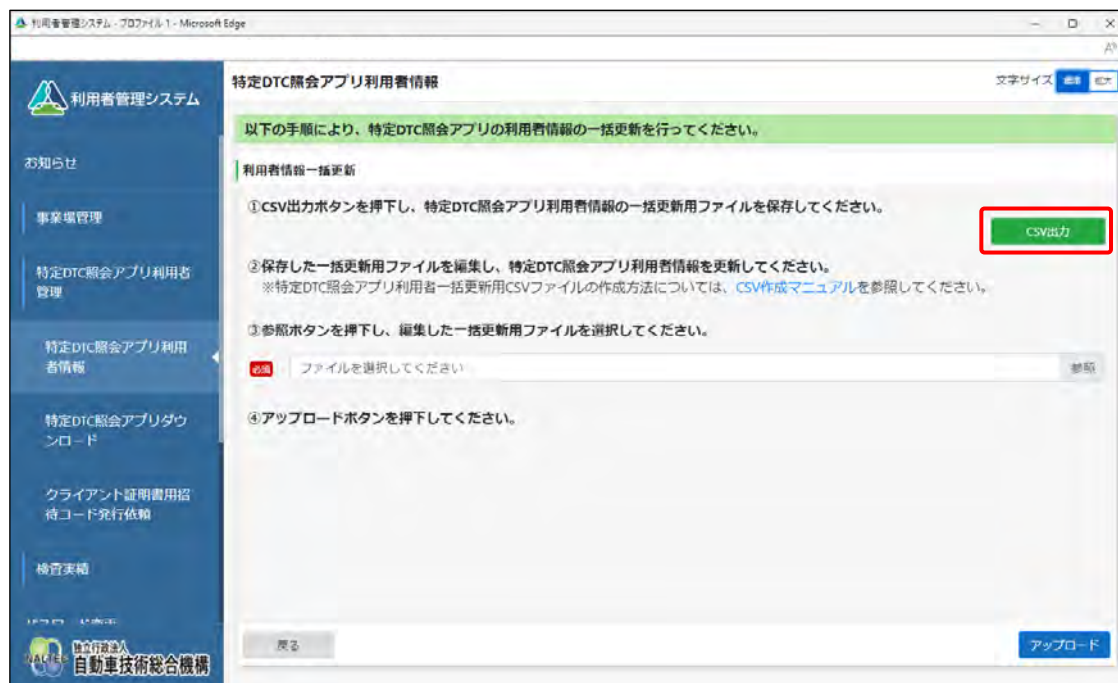 利用者管理システム - プロファイル 1 - Microsoft Edge
利用者管理システム
お知らせ
事業場管理
特定DTC照会アプリ利用者
管理
特定DTC照会アプリ利用
者情報
特定DTC照会アプリダウ
ンロード
クライアント証明書用招
待コード発行依頼
検査実績
独立行政法人
NALTEC 自動車技術総合機構
特定DTC照会アプリ利用者情報
文字サイズ 標準 拡大
以下の手順により、特定DTC照会アプリの利用者情報の一括更新を行ってください。
利用者情報一括更新
①CSV出力ボタンを押下し、特定DTC照会アプリ利用者情報の一括更新用ファイルを保存してください。
CSV出力
②保存した一括更新用ファイルを編集し、特定DTC照会アプリ利用者情報を更新してください。
※特定DTC照会アプリ利用者一括更新用CSVファイルの作成方法については、CSV作成マニュアルを参照してください。
③参照ボタンを押下し、編集した一括更新用ファイルを選択してください。
必須 ファイルを選択してください 参照
④アップロードボタンを押下してください。
戻る アップロード